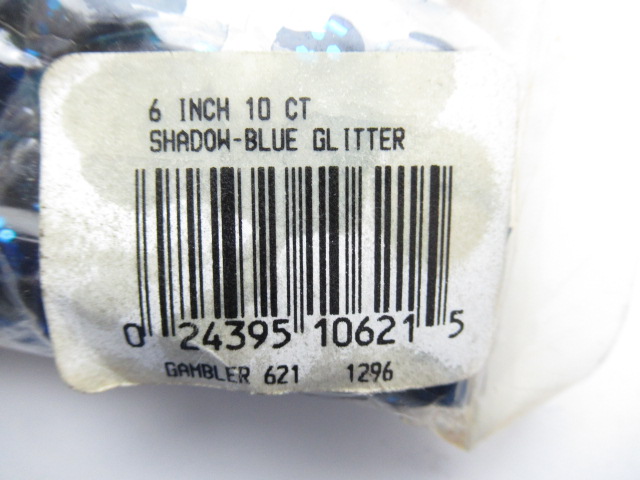 6 INCH 10 CT
SHADOW-BLUE GLITTER
0 24395 10621 5
GAMBLER 621 1296